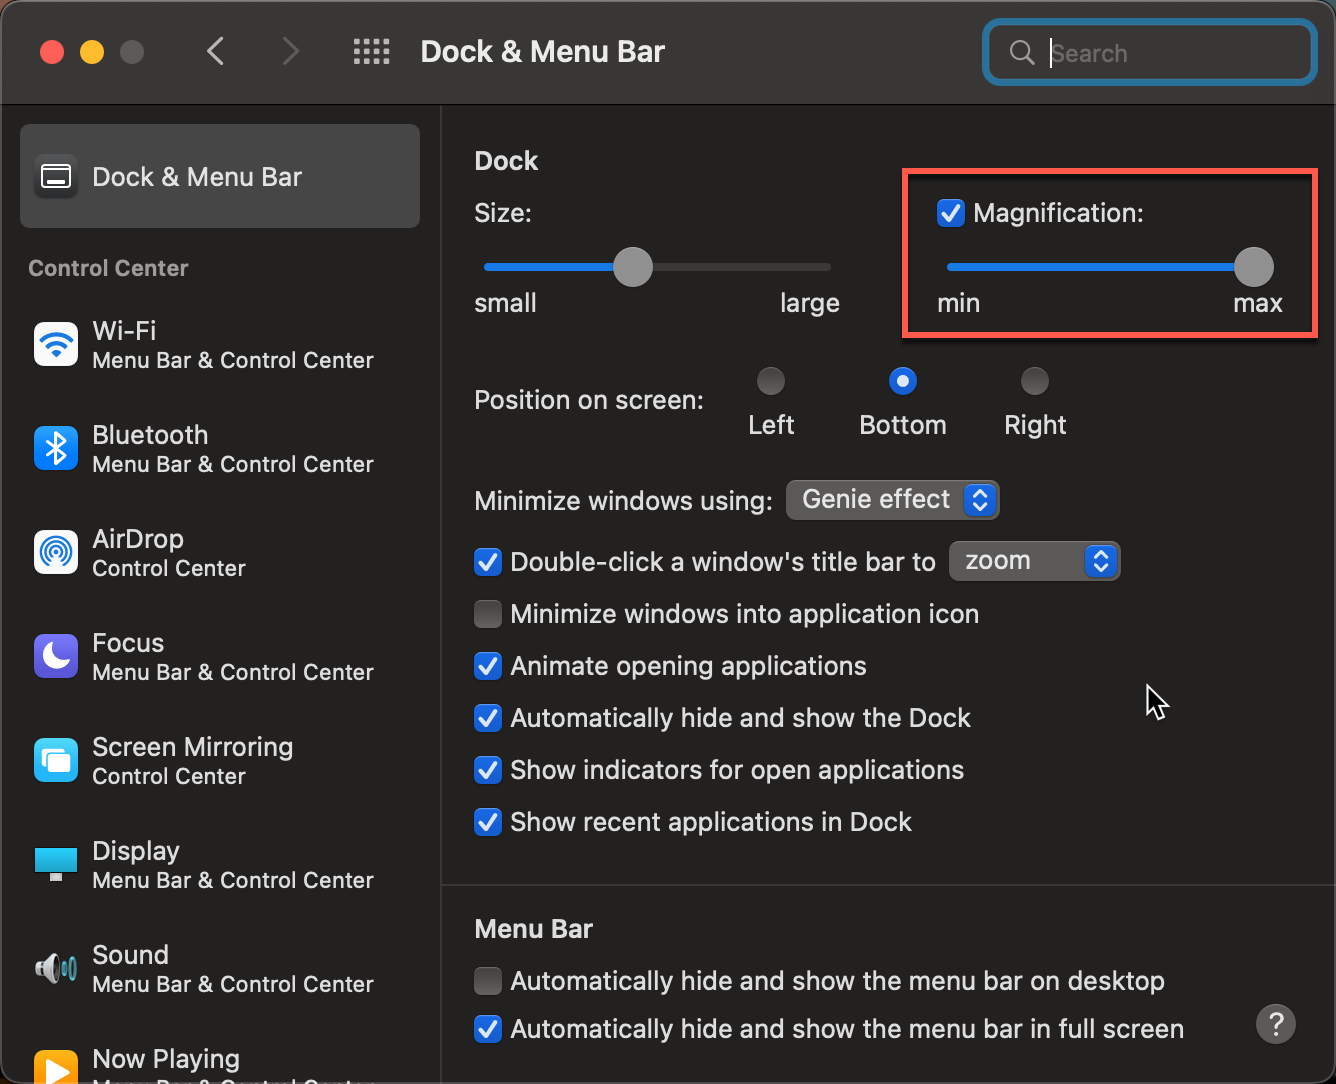 Dock & Menu Bar
Search
Dock & Menu Bar
Control Center
Wi-Fi
Menu Bar & Control Center
Bluetooth
Menu Bar & Control Center
AirDrop
Control Center
Focus
Menu Bar & Control Center
Screen Mirroring
Control Center
Display
Menu Bar & Control Center
Sound
Menu Bar & Control Center
Now Playing
Menu Bar & Control Center
Dock
Size:
small large
Magnification:
min max
Position on screen:
Left Bottom Right
Minimize windows using: Genie effect
Double-click a window's title bar to zoom
Minimize windows into application icon
Animate opening applications
Automatically hide and show the Dock
Show indicators for open applications
Show recent applications in Dock
Menu Bar
Automatically hide and show the menu bar on desktop
Automatically hide and show the menu bar in full screen
?